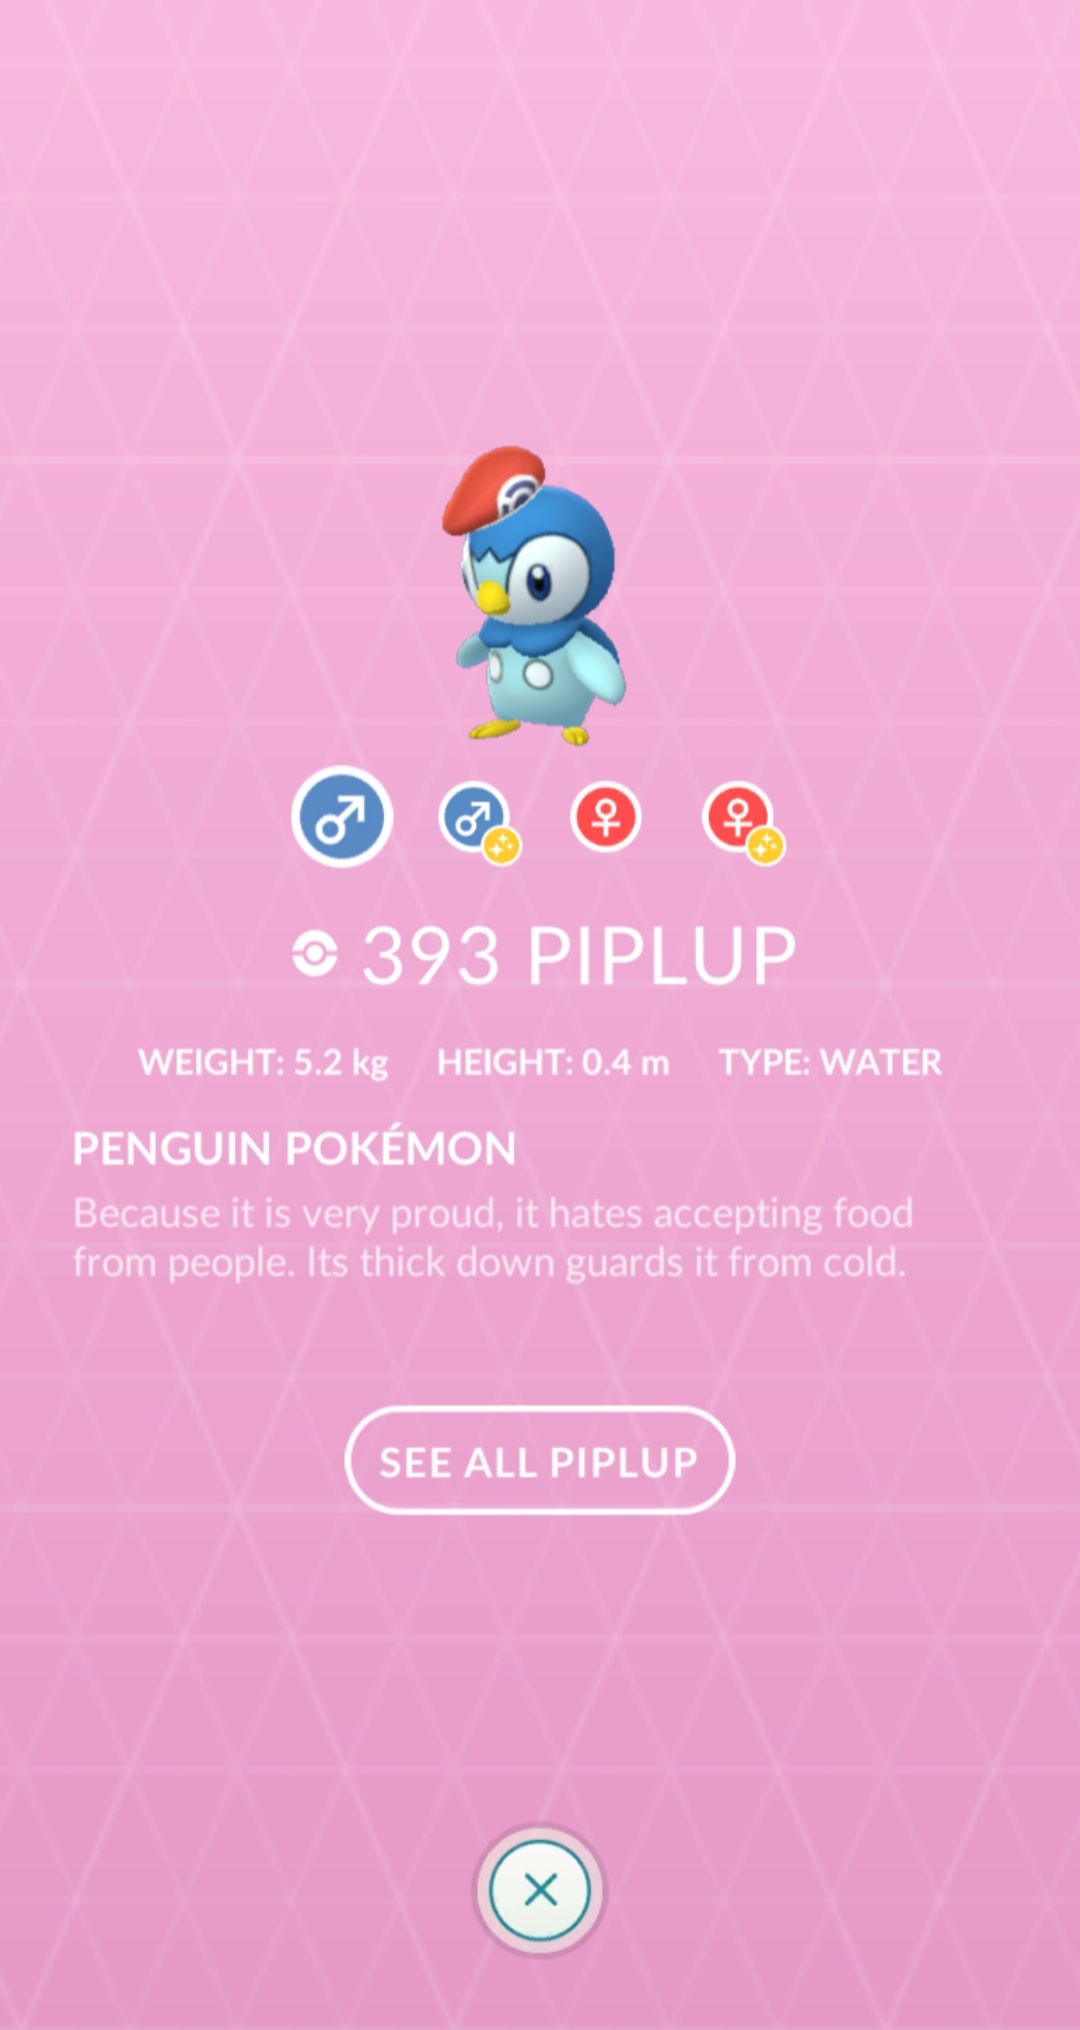 393 PIPLUP
WEIGHT: 5.2 kg HEIGHT: 0.4 m TYPE: WATER
PENGUIN POKÉMON
Because it is very proud, it hates accepting food
from people. Its thick down guards it from cold.
SEE ALL PIPLUP